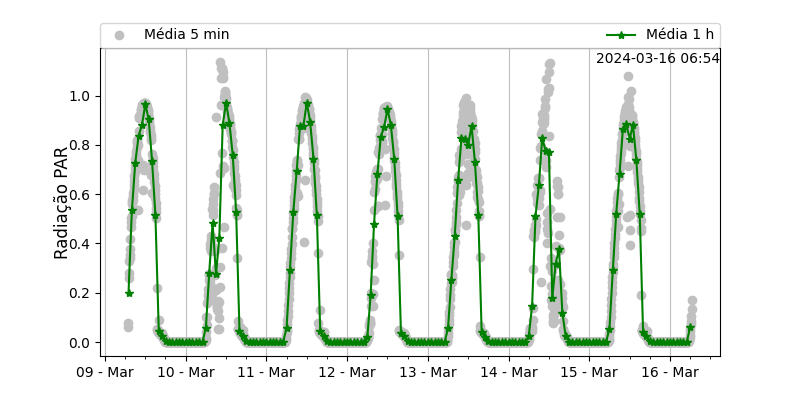 Média 5 min
Média 1 h
2024-03-16 06:54
Radiação PAR
1.0
0.8
0.6
0.4
0.2
0.0
09 - Mar
10 - Mar
11 - Mar
12 - Mar
13 - Mar
14 - Mar
15 - Mar
16 - Mar